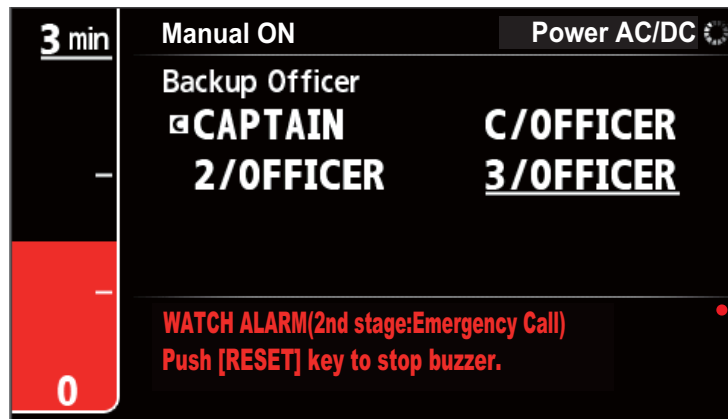 3 min
Manual ON
Power AC/DC
Backup Officer
C CAPTAIN C/OFFICER
2/OFFICER 3/OFFICER
WATCH ALARM(2nd stage:Emergency Call)
Push [RESET] key to stop buzzer.
0